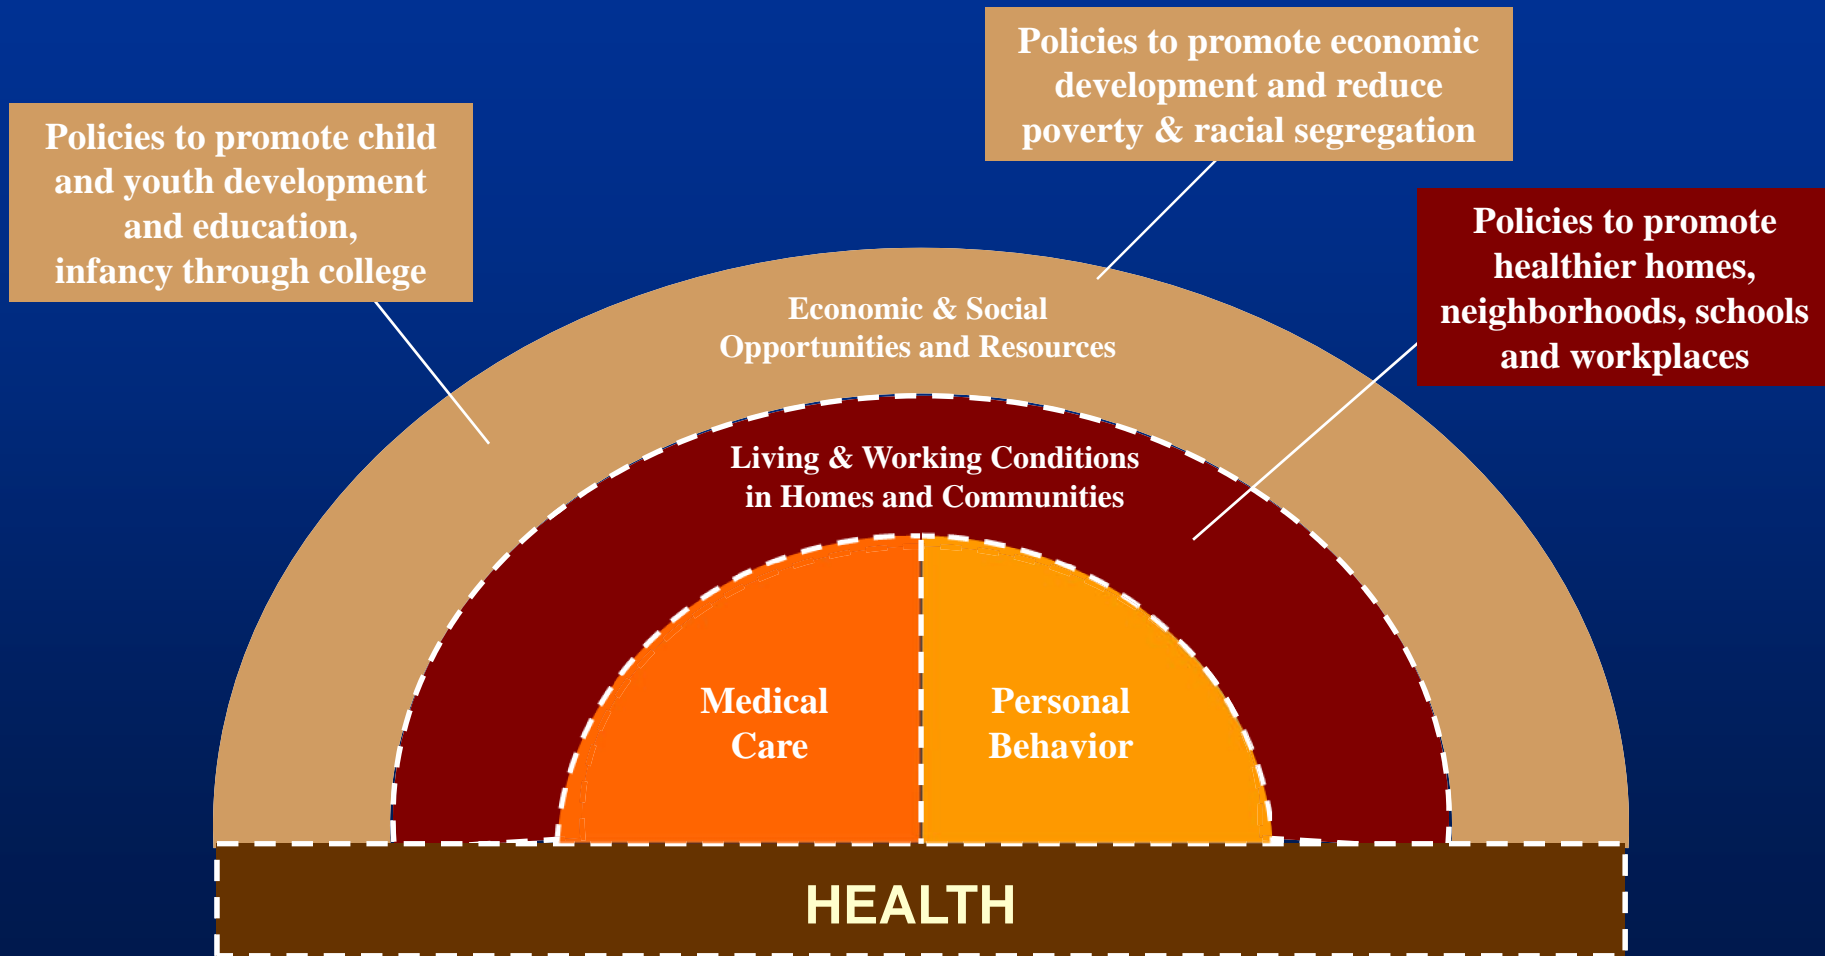 Policies to promote economic
development and reduce
poverty & racial segregation
Policies to promote child
and youth development
and education,
infancy through college
Policies to promote
healthier homes,
neighborhoods, schools
and workplaces
Economic & Social
Opportunities and Resources
Living & Working Conditions
in Homes and Communities
Medical
Care
Personal
Behavior
HEALTH